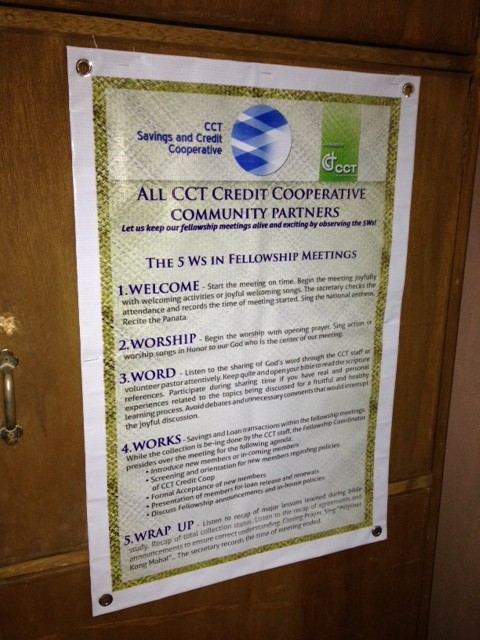 CCT
Savings and Credit
Cooperative
CCT
ALL CCT CREDIT COOPERATIVE
COMMUNITY PARTNERS
Let us keep our fellowship meetings alive and exciting by observing the 5Ws!
THE 5 WS IN FELLOWSHIP MEETINGS
1.WELCOME - Start the meeting on time. Begin the meeting joyfully
with welcoming activities or joyful welcoming songs. The secretary checks the
attendance and records the time of meeting started. Sing the national anthem.
Recite the Panata.
2.WORSHIP - Begin the worship with opening prayer. Sing action or
worship songs in Honor to our God who is the center of our meeting.
3.WORD - Listen to the sharing of God's word through the CCT staff or
volunteer pastor attentively. Keep quite and open your bible to read the scripture
references. Participate during sharing time if you have real and personal
experiences related to the topics being discussed for a fruitful and healthy
learning process. Avoid debates and unnecessary comments that would interrupt
the joyful discussion.
4.WORKS - Savings and Loan transactions within the fellowship meetings.
While the collection is be-ing done by the CCT staff, the Fellowship Coordinator
presides over the meeting for the following agenda:
• Introduce new members or in-coming members
• Screening and orientation for new members regarding policies
of CCT Credit Coop
• Formal Acceptance of new members
• Presentation of members for loan release and renewals
• Discuss Fellowship announcements and in-house policies
5.WRAP UP - Listen to recap of major lessons learned during bible
study. Recap of total collection status. Listen to the recap of agreements and
announcements to ensure correct understanding. Closing Prayer. Sing "Pilipinas
Kong Mahal"... The secretary records the time of meeting ended.